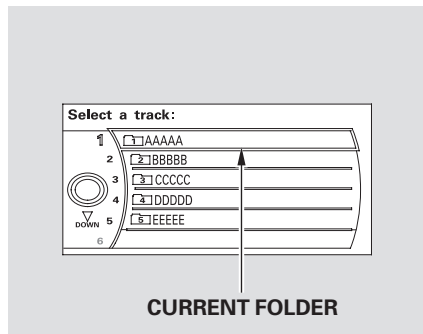 Select a track:
1 1 AAAAA
2 2 BBBBB
3 3 CCCCC
4 4 DDDDD
DOWN 5 5 EEEEE
6
CURRENT FOLDER